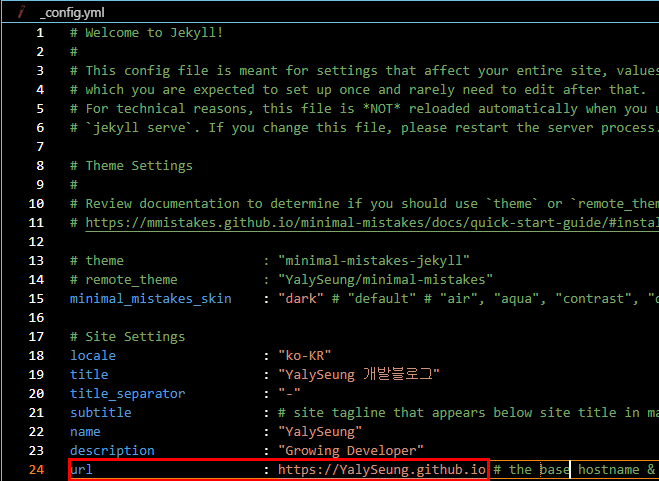 _config.yml
1 # Welcome to Jekyll!
2 #
3 # This config file is meant for settings that affect your entire site, values
4 # which you are expected to set up once and rarely need to edit after that.
5 # For technical reasons, this file is *NOT* reloaded automatically when you u
6 # `jekyll serve`. If you change this file, please restart the server process.
7
8 # Theme Settings
9 #
10 # Review documentation to determine if you should use `theme` or `remote_them
11 # https://mmistakes.github.io/minimal-mistakes/docs/quick-start-guide/#instal
12
13 # theme : "minimal-mistakes-jekyll"
14 # remote_theme : "YalySeung/minimal-mistakes"
15 minimal_mistakes_skin : "dark" # "default" # "air", "aqua", "contrast", "d
16
17 # Site Settings
18 locale : "ko-KR"
19 title : "YalySeung 개발블로그"
20 title_separator : "-"
21 subtitle : # site tagline that appears below site title in ma
22 name : "YalySeung"
23 description : "Growing Developer"
24 url : https://YalySeung.github.io # the base hostname &